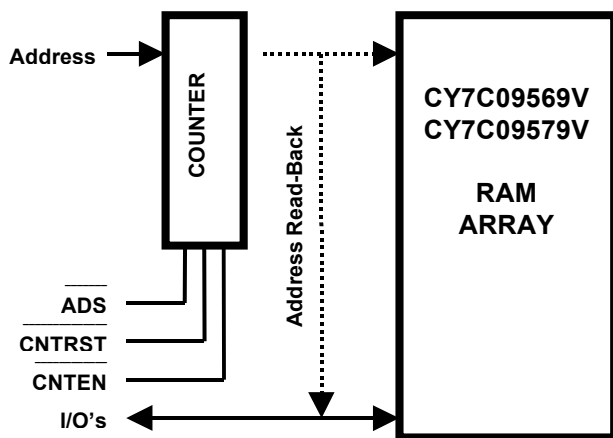 Address
COUNTER
Address Read-Back
CY7C09569V
CY7C09579V
RAM
ARRAY
ADS
CNTRST
CNTEN
I/O's